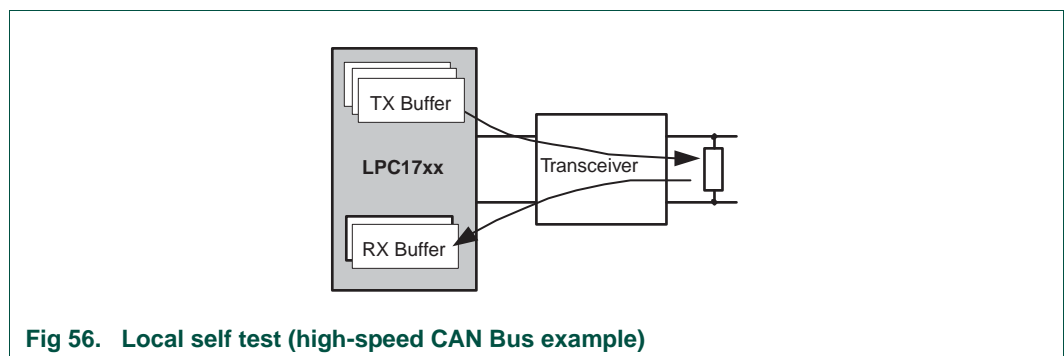 TX Buffer
LPC17xx
Transceiver
RX Buffer
Fig 56. Local self test (high-speed CAN Bus example)